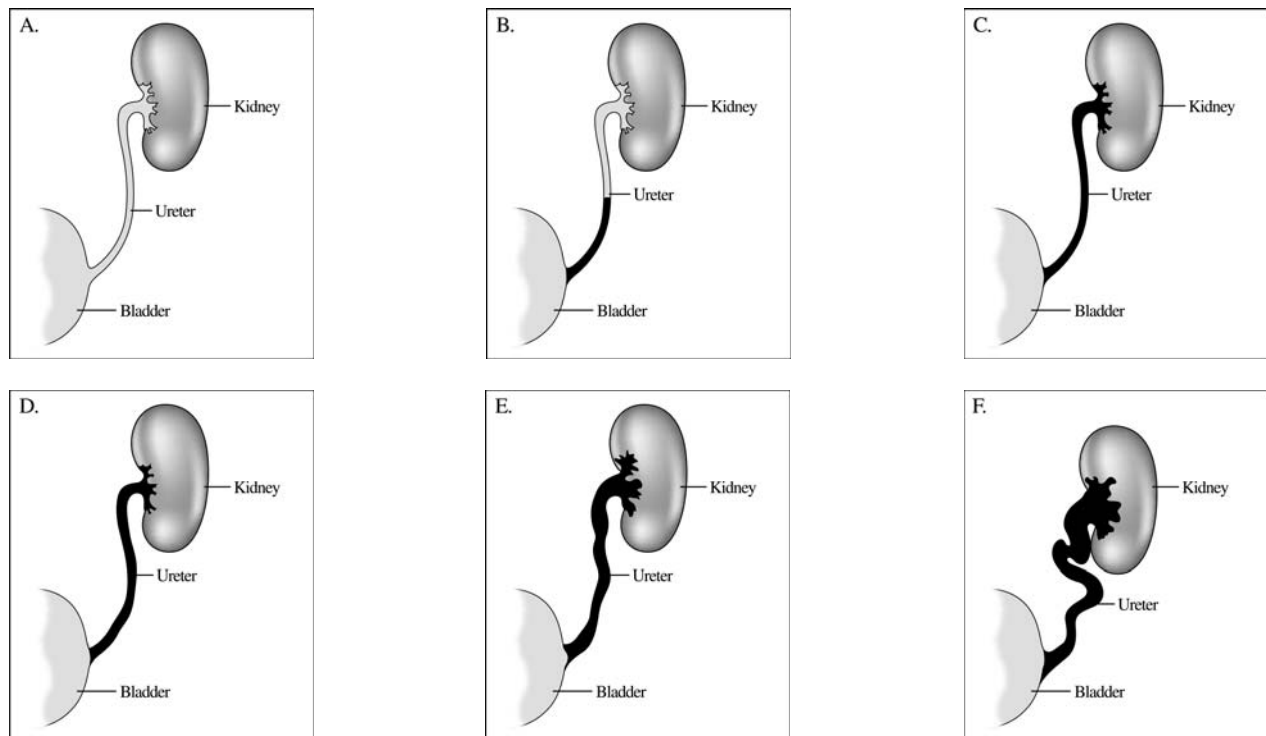 A.
Kidney
Ureter
Bladder
B.
Kidney
Ureter
Bladder
C.
Kidney
Ureter
Bladder
D.
Kidney
Ureter
Bladder
E.
Kidney
Ureter
Bladder
F.
Kidney
Ureter
Bladder